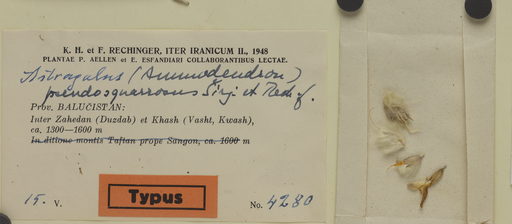 K. H. et F. RECHINGER, ITER IRANICUM II., 1948
PLANTAE P. AELLEN et E. ESFANDIARI COLLABORANTIBUS LECTAE.
Astragalus (Ammodendron)
pseudosquarrosus Širj. et Rech. f.
Prov. BALUCISTAN:
Inter Zahedan (Duzdab) et Khash (Vasht, Kwash),
ca. 1300—1600 m
In ditione montis Taftan prope Sangon, ca. 1600 m
15. V.
Typus
No. 4280